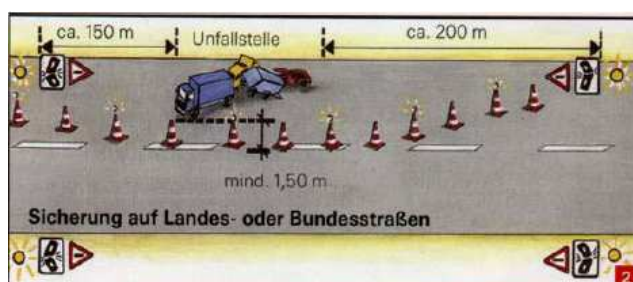 ca. 150 m
Unfallstelle
ca. 200 m
mind. 1,50 m
Sicherung auf Landes- oder Bundesstraßen
2